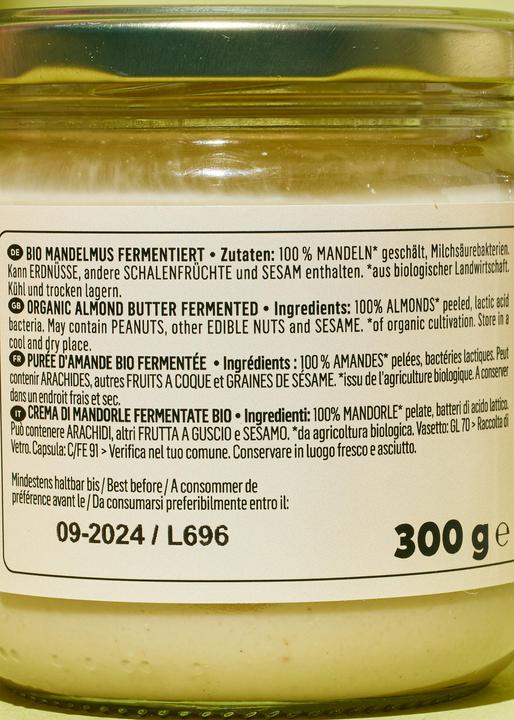 DE BIO MANDELMUS FERMENTIERT • Zutaten: 100 % MANDELN* geschält, Milchsäurebakterien.
Kann ERDNÜSSE, andere SCHALENFRÜCHTE und SESAM enthalten. *aus biologischer Landwirtschaft.
Kühl und trocken lagern.
GB ORGANIC ALMOND BUTTER FERMENTED • Ingredients: 100% ALMONDS* peeled, lactic acid
bacteria. May contain PEANUTS, other EDIBLE NUTS and SESAME. *of organic cultivation. Store in a
cool and dry place.
FR PURÉE D'AMANDE BIO FERMENTÉE • Ingrédients : 100 % AMANDES* pelées, bactéries lactiques. Peut
contenir ARACHIDES, autres FRUITS A COQUE et GRAINES DE SÉSAME. *issu de l'agriculture biologique. A conserver
dans un endroit frais et sec.
IT CREMA DI MANDORLE FERMENTATE BIO • Ingredienti: 100% MANDORLE* pelate, batteri di acido lattico.
Può contenere ARACHIDI, altri FRUTTA A GUSCIO e SESAMO. *da agricoltura biologica. Vasetto: GL 70 > Raccolta di
Vetro. Capsula: C/FE 91 > Verifica nel tuo comune. Conservare in luogo fresco e asciutto.
Mindestens haltbar bis / Best before / A consommer de
préférence avant le / Da consumarsi preferibilmente entro il:
09-2024 / L696
300 g e